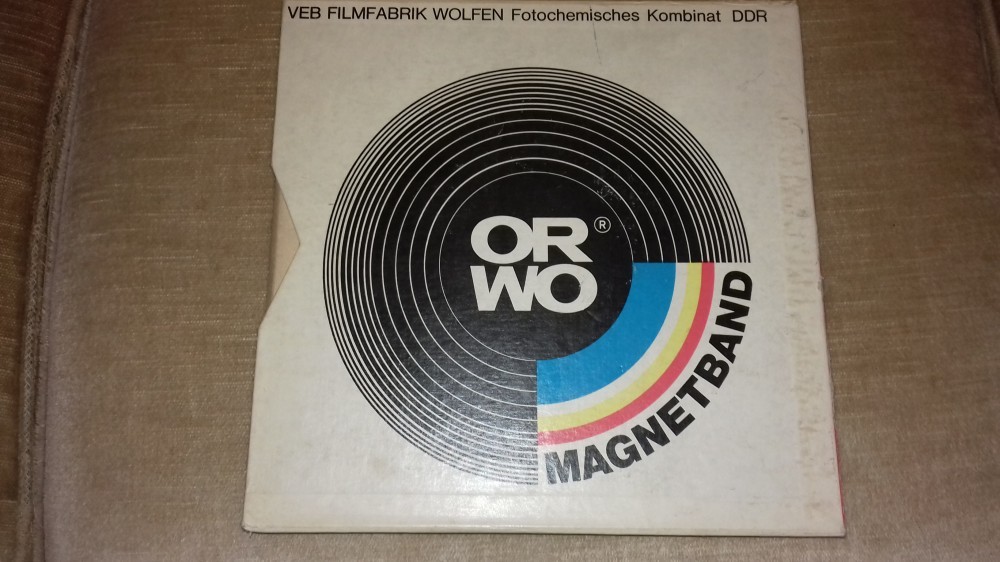 VEB FILMFABRIK WOLFEN Fotochemisches Kombinat DDR
OR®
WO
MAGNETBAND